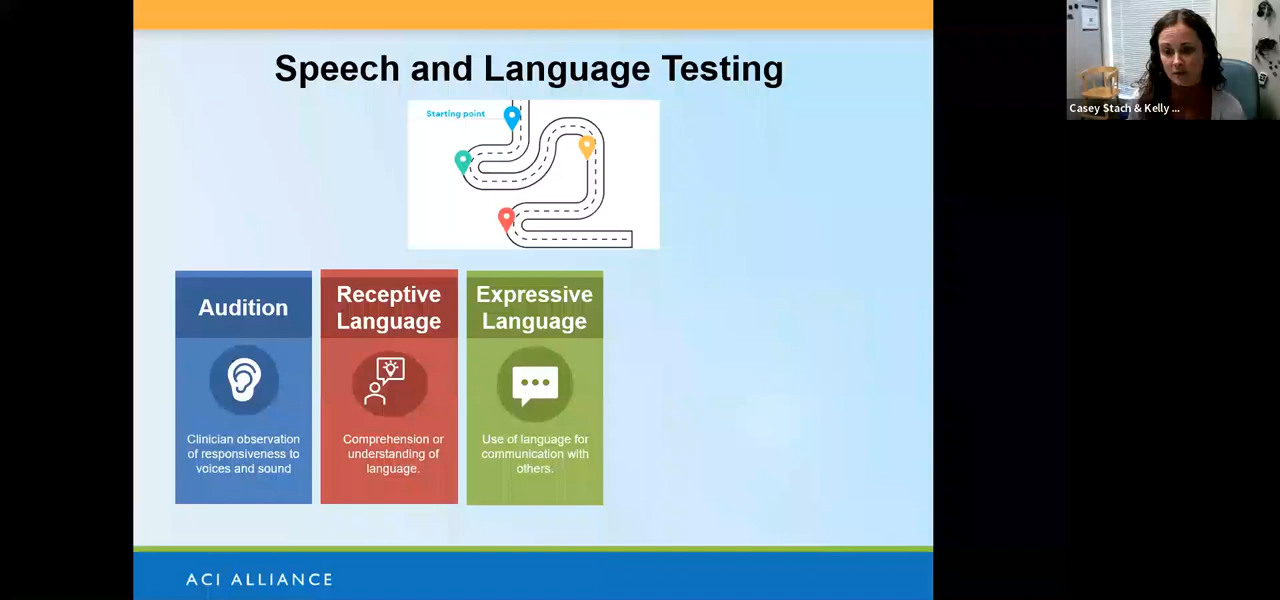 Speech and Language Testing
Starting point
Audition
Clinician observation
of responsiveness to
voices and sound
Receptive
Language
Comprehension or
understanding of
language.
Expressive
Language
Use of language for
communication with
others.
ACI ALLIANCE
Casey Stach & Kelly ...